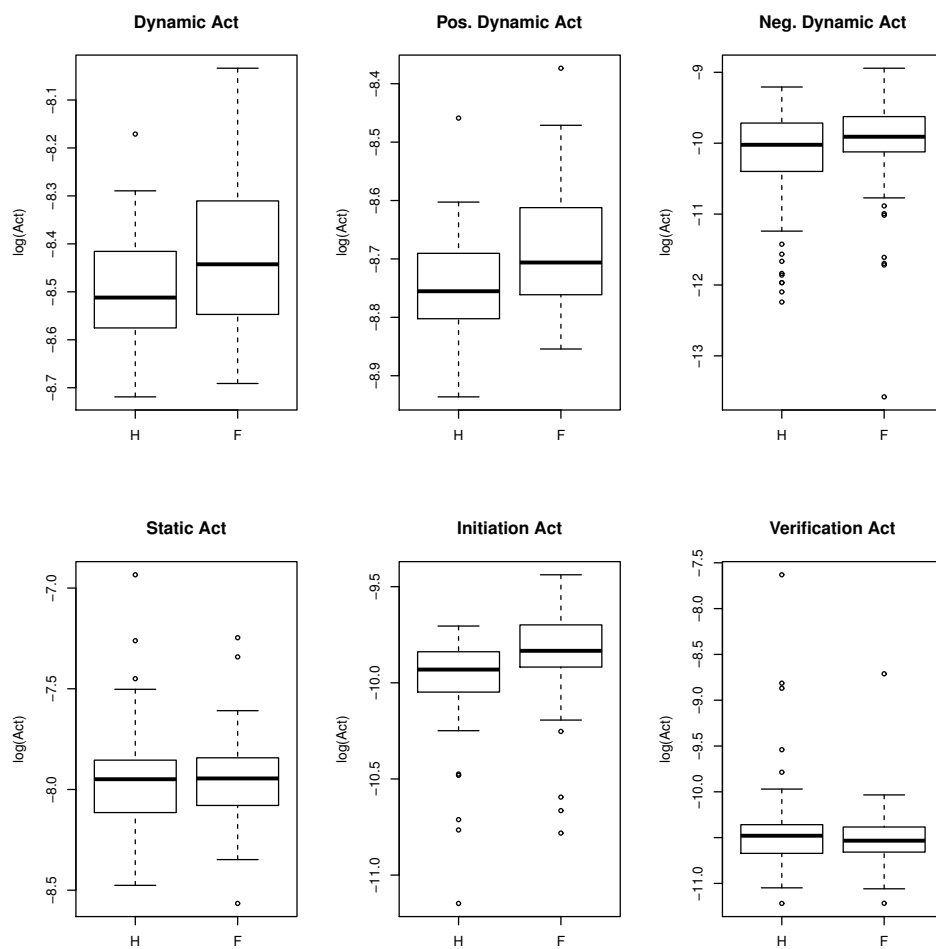 Dynamic Act
Pos. Dynamic Act
Neg. Dynamic Act
log(Act)
−8.1
−8.2
−8.3
−8.4
−8.5
−8.6
−8.7
H F
log(Act)
−8.4
−8.5
−8.6
−8.7
−8.8
−8.9
H F
log(Act)
−9
−10
−11
−12
−13
H F
Static Act
Initiation Act
Verification Act
log(Act)
−7.0
−7.5
−8.0
−8.5
H F
log(Act)
−9.5
−10.0
−10.5
−11.0
H F
log(Act)
−7.5
−8.0
−8.5
−9.0
−9.5
−10.0
−11.0
H F